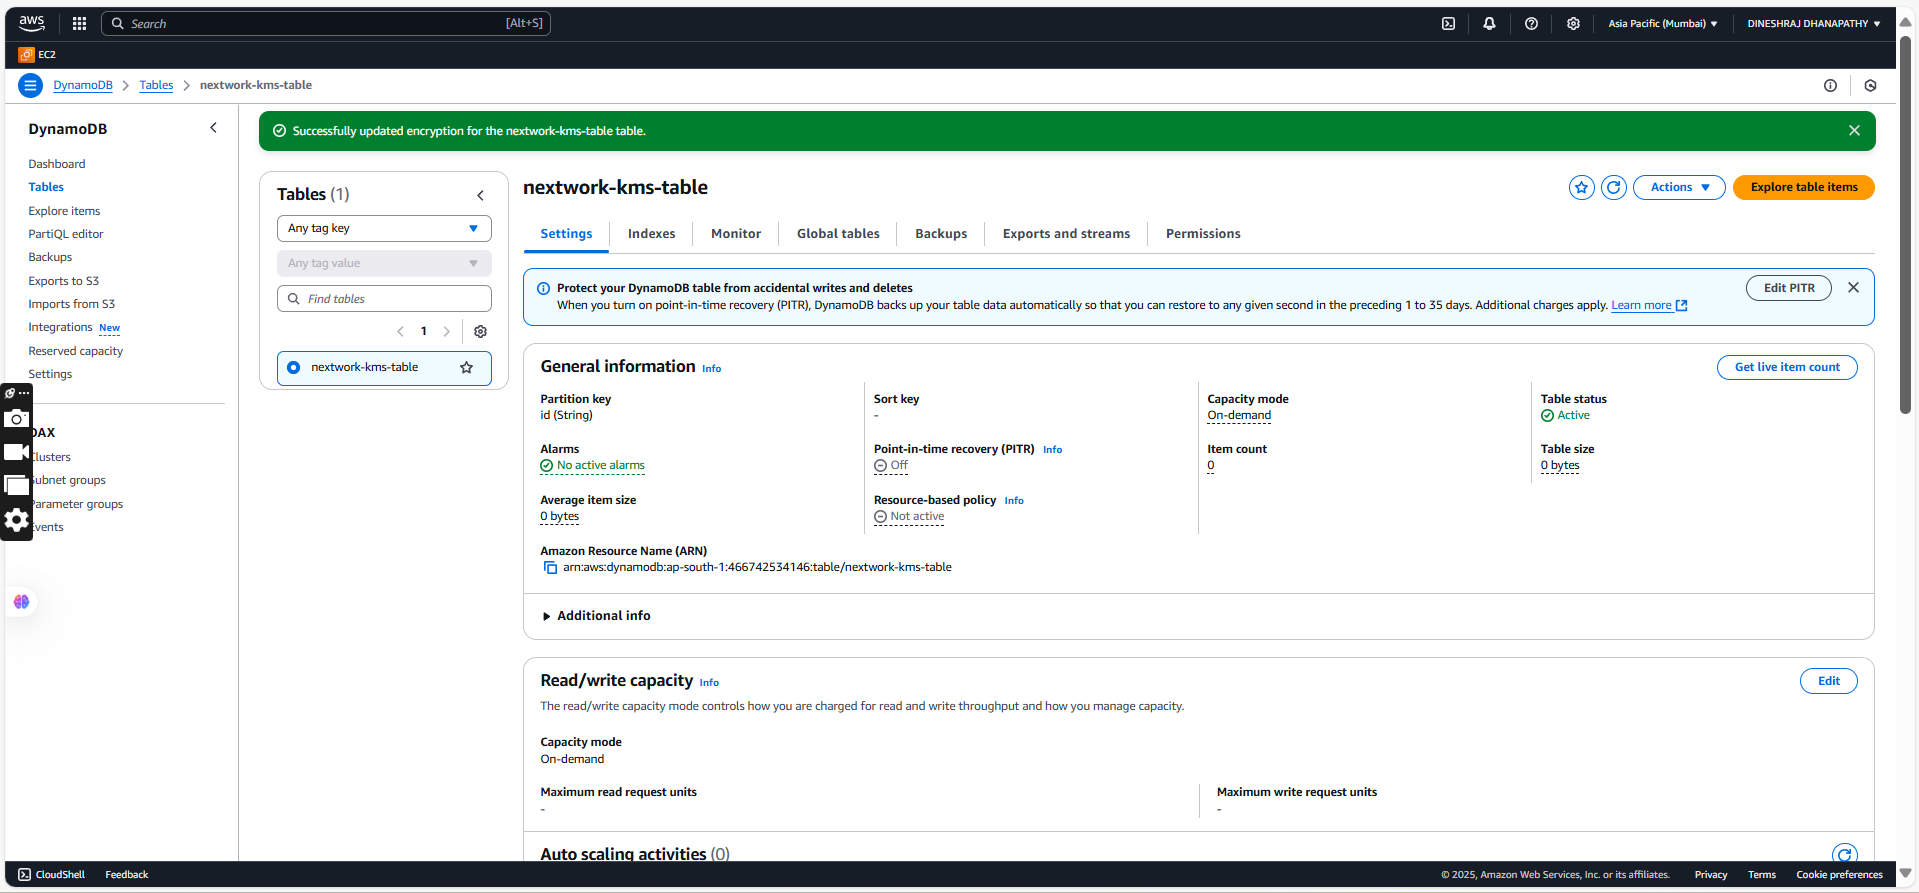 aws
Search
[Alt+S]
Asia Pacific (Mumbai)
DINESHRAJ DHANAPATHY
EC2
DynamoDB
Tables
nextwork-kms-table
DynamoDB
Dashboard
Tables
Explore items
PartiQL editor
Backups
Exports to S3
Imports from S3
Integrations New
Reserved capacity
Settings
DAX
Clusters
Subnet groups
Parameter groups
Events
Successfully updated encryption for the nextwork-kms-table table.
Tables (1)
Any tag key
Any tag value
Find tables
1
nextwork-kms-table
nextwork-kms-table
Actions
Explore table items
Settings
Indexes
Monitor
Global tables
Backups
Exports and streams
Permissions
Protect your DynamoDB table from accidental writes and deletes
When you turn on point-in-time recovery (PITR), DynamoDB backs up your table data automatically so that you can restore to any given second in the preceding 1 to 35 days. Additional charges apply. Learn more
Edit PITR
General information Info
Get live item count
Partition key
id (String)
Sort key
-
Capacity mode
On-demand
Table status
Active
Alarms
No active alarms
Point-in-time recovery (PITR) Info
Off
Item count
0
Table size
0 bytes
Average item size
0 bytes
Resource-based policy Info
Not active
Amazon Resource Name (ARN)
arn:aws:dynamodb:ap-south-1:466742534146:table/nextwork-kms-table
Additional info
Read/write capacity Info
Edit
The read/write capacity mode controls how you are charged for read and write throughput and how you manage capacity.
Capacity mode
On-demand
Maximum read request units
-
Maximum write request units
-
Auto scaling activities (0)
CloudShell
Feedback
© 2025, Amazon Web Services, Inc. or its affiliates.
Privacy
Terms
Cookie preferences